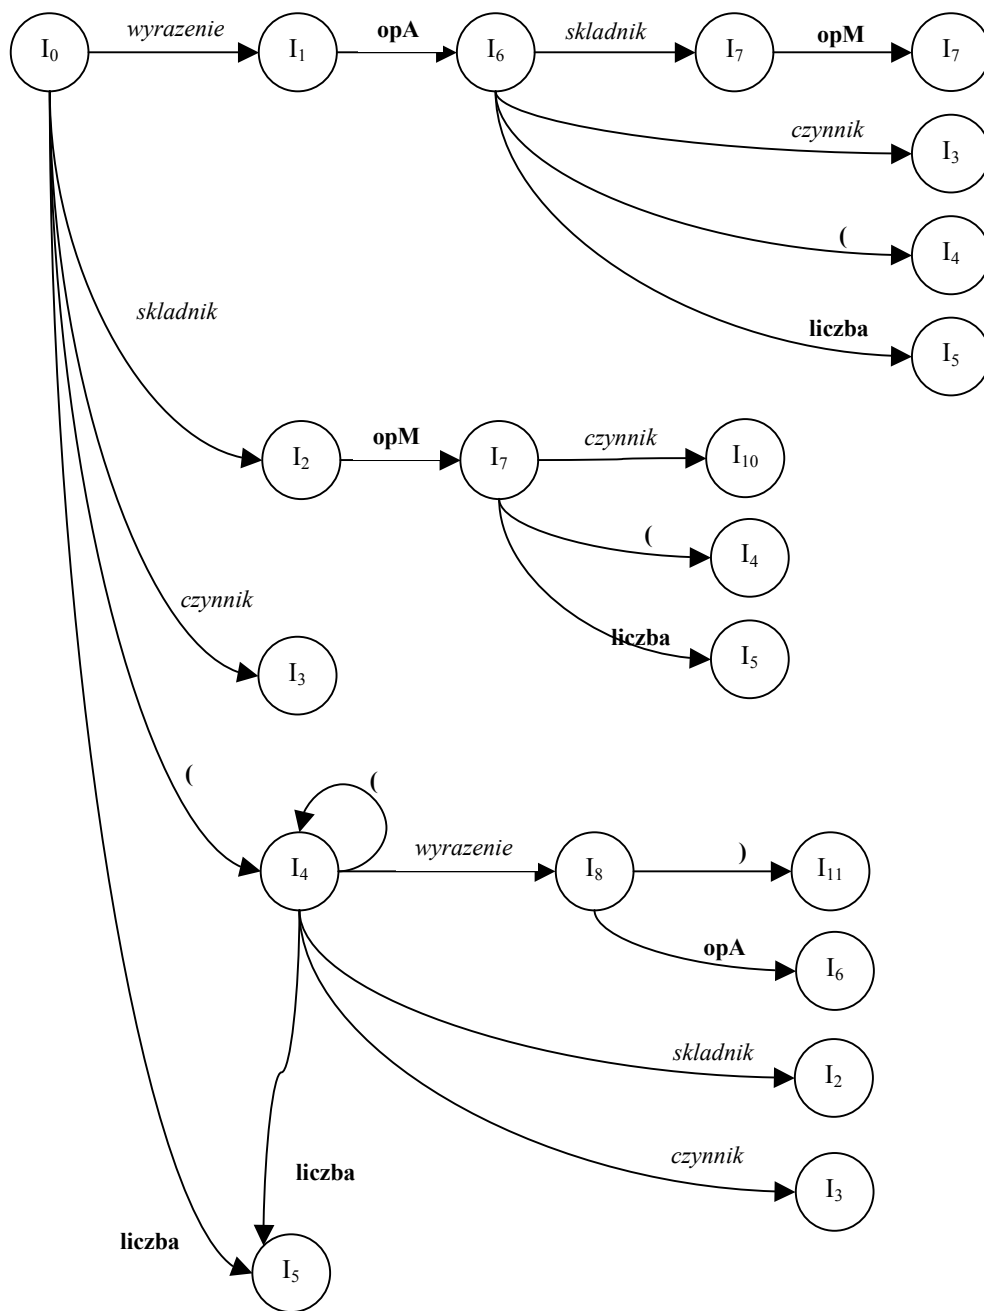 I0 wyrazenie I1 opA I6 skladnik I7 opM I7
czynnik I3
( I4
liczba I5
skladnik
I2 opM I7 czynnik I10
( I4
liczba I5
czynnik
I3
( (
I4 wyrazenie I8 ) I11
opA I6
skladnik I2
czynnik I3
liczba
liczba
I5